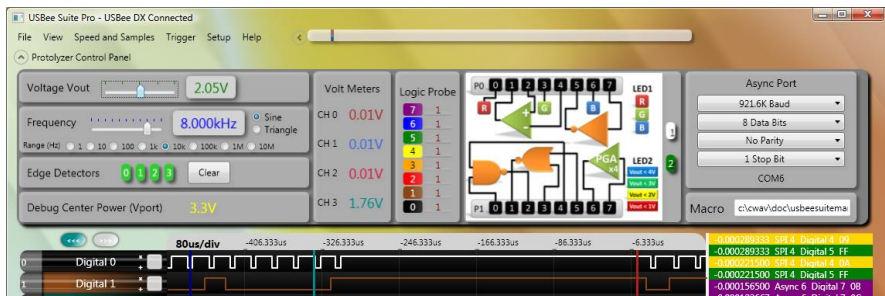 USBee Suite Pro - USBee DX Connected
File View Speed and Samples Trigger Setup Help
Protolyzer Control Panel
Voltage Vout 2.05V
Frequency 8.000kHz Sine
Triangle
Range (Hz) 1 10 100 1k 10k 100k 1M 10M
Edge Detectors 0 1 2 3 Clear
Debug Center Power (Vport) 3.3V
Volt Meters
CH 0 0.01V
CH 1 0.01V
CH 2 0.01V
CH 3 1.76V
Logic Probe
7 1
6 1
5 1
4 1
3 1
2 1
1 1
0 1
P0 0 1 2 3 4 5 6 7 LED1
R G B R
G
B
1
PGA x4
LED2
2
Vout < 4V
Vout < 3V
Vout < 2V
Vout < 1V
P1 0 1 2 3 4 5 6 7
Async Port
921.6K Baud
8 Data Bits
No Parity
1 Stop Bit
COM6
Macro c:\cwav\doc\usbeesuitema
80us/div -406.333us -326.333us -246.333us -166.333us -86.333us -6.333us
0 Digital 0
1 Digital 1
-0.000289333 SPI 4 Digital 4 09
-0.000289333 SPI 4 Digital 5 FF
-0.000221500 SPI 4 Digital 4 0A
-0.000221500 SPI 4 Digital 5 FF
-0.000156500 Async 6 Digital 7 08